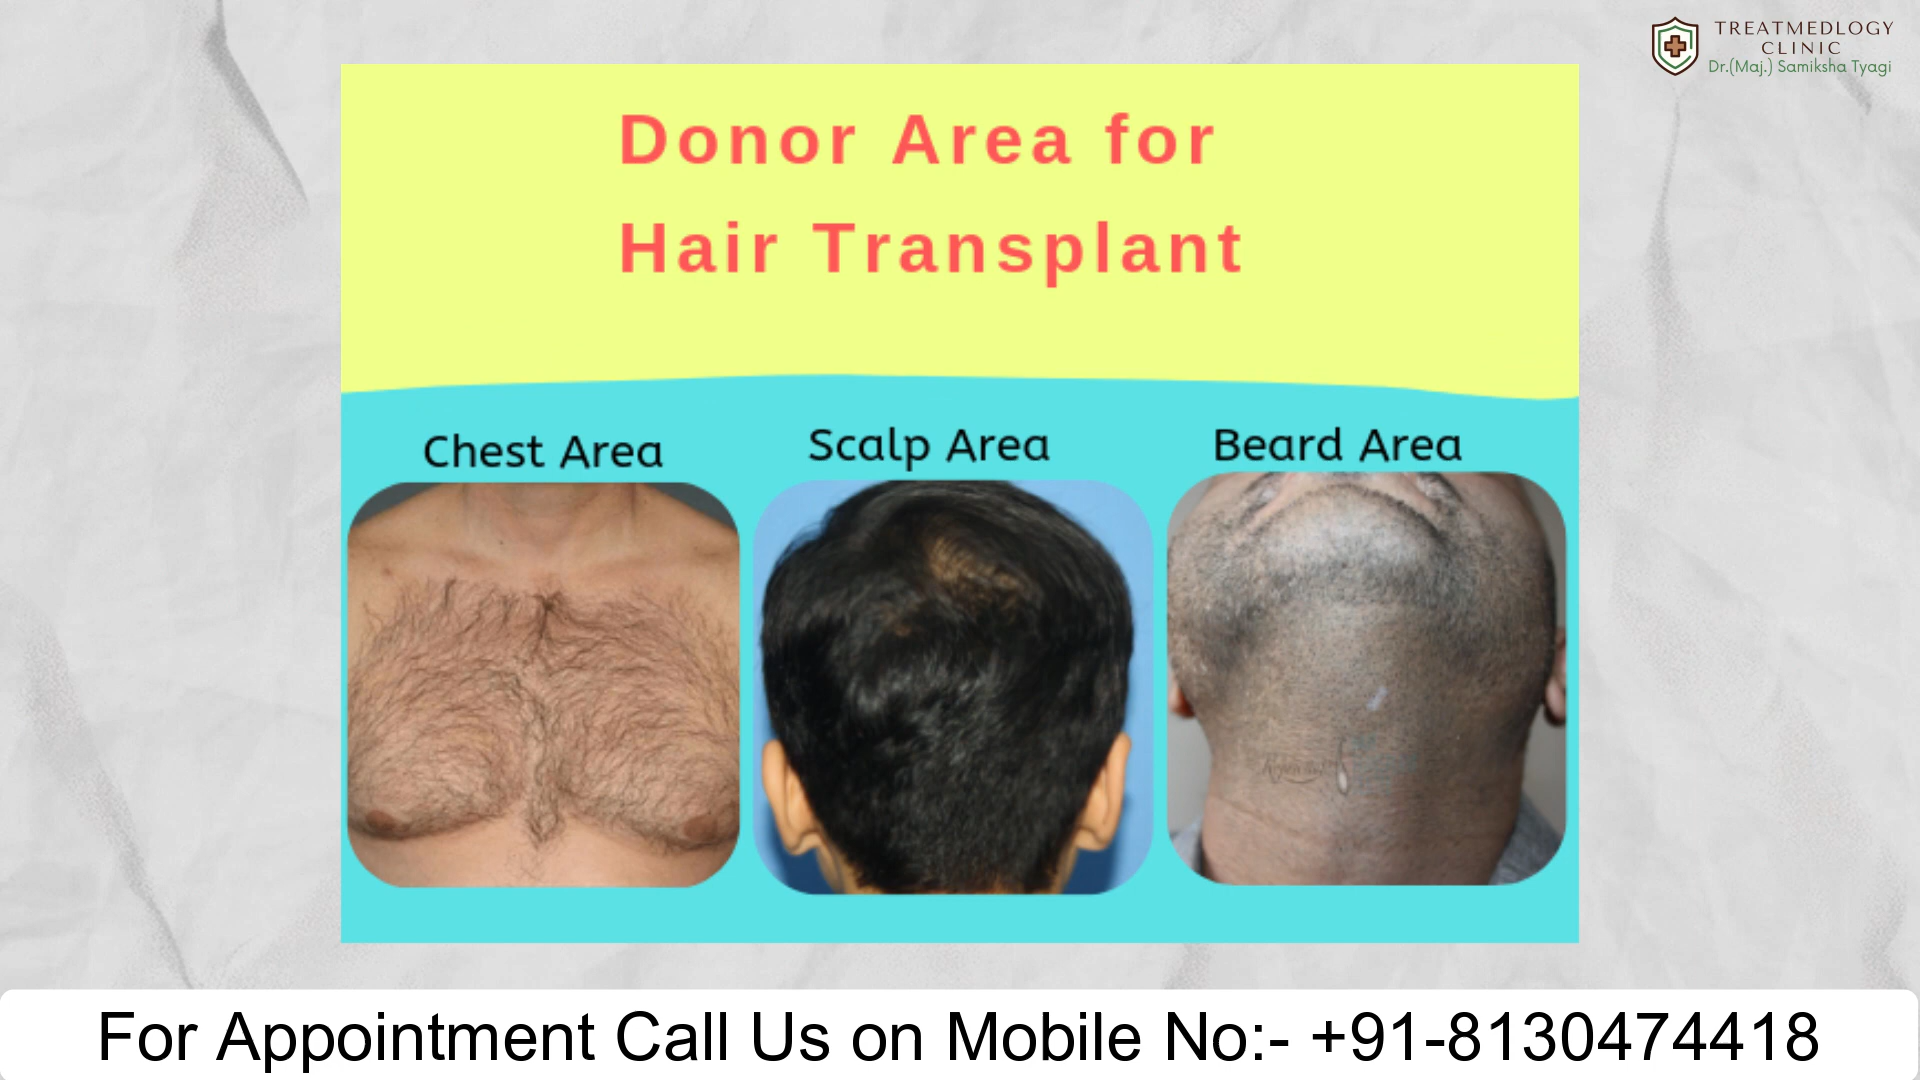 TREATMEDLOGY
CLINIC
Dr.(Maj.) Samiksha Tyagi
Donor Area for
Hair Transplant
Chest Area
Scalp Area
Beard Area
For Appointment Call Us on Mobile No:- +91-8130474418